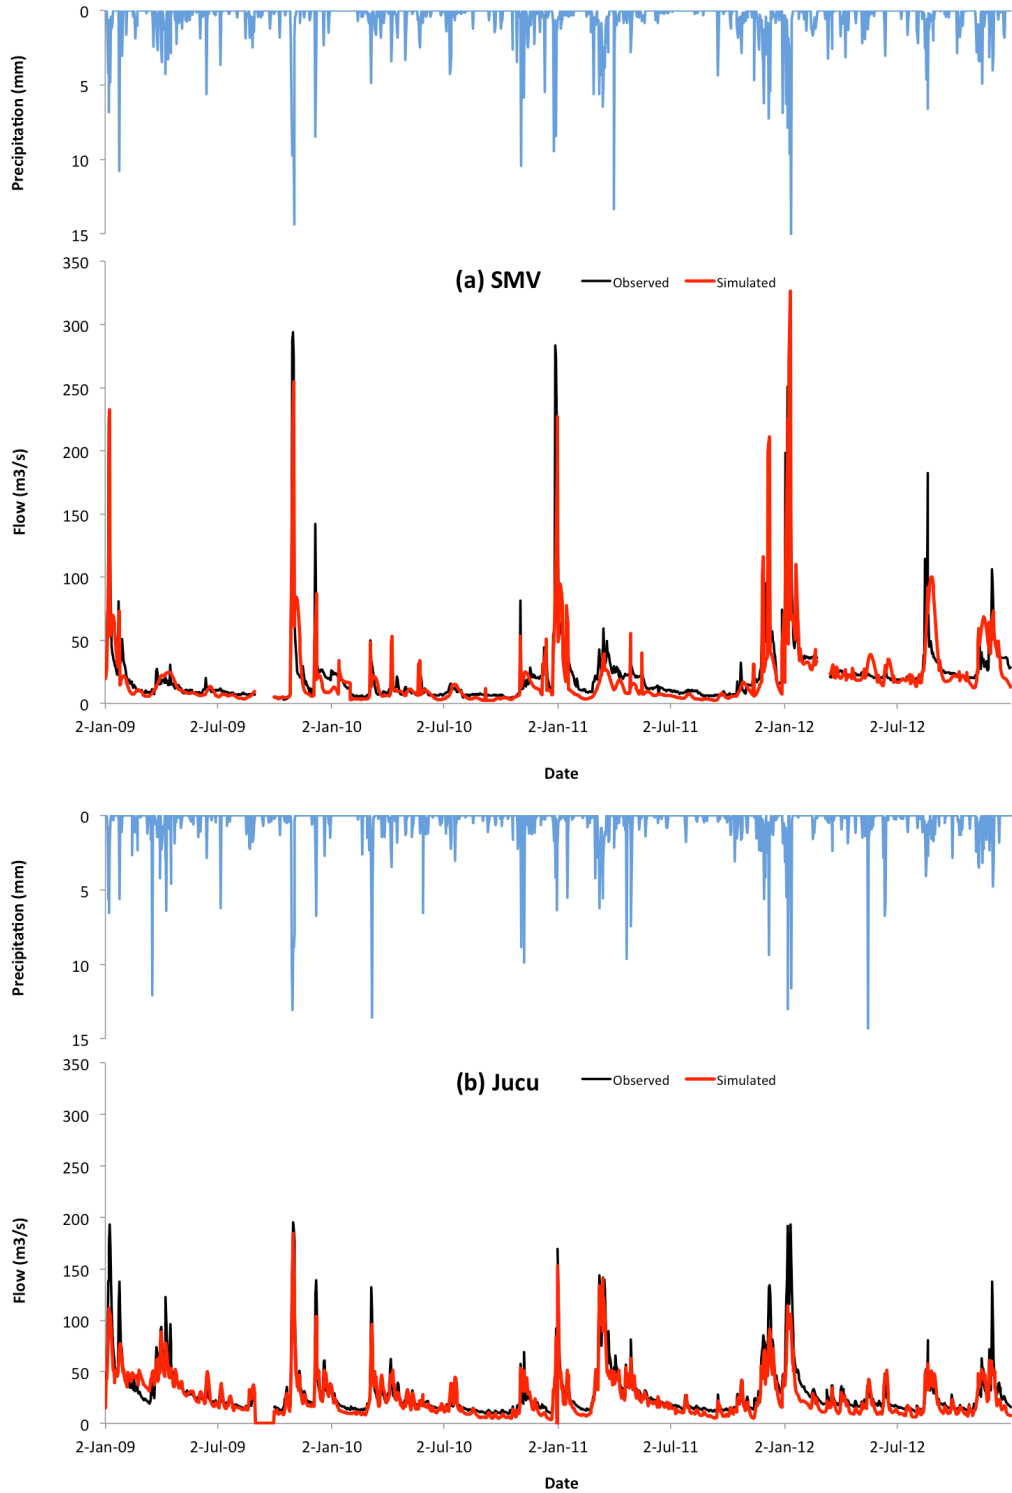 0
5
10
15
Precipitation (mm)
(a) SMV
Observed
Simulated
350
300
250
200
150
100
50
0
Flow (m3/s)
2-Jan-09 2-Jul-09 2-Jan-10 2-Jul-10 2-Jan-11 2-Jul-11 2-Jan-12 2-Jul-12
Date
0
5
10
15
Precipitation (mm)
(b) Jucu
Observed
Simulated
350
300
250
200
150
100
50
0
Flow (m3/s)
2-Jan-09 2-Jul-09 2-Jan-10 2-Jul-10 2-Jan-11 2-Jul-11 2-Jan-12 2-Jul-12
Date